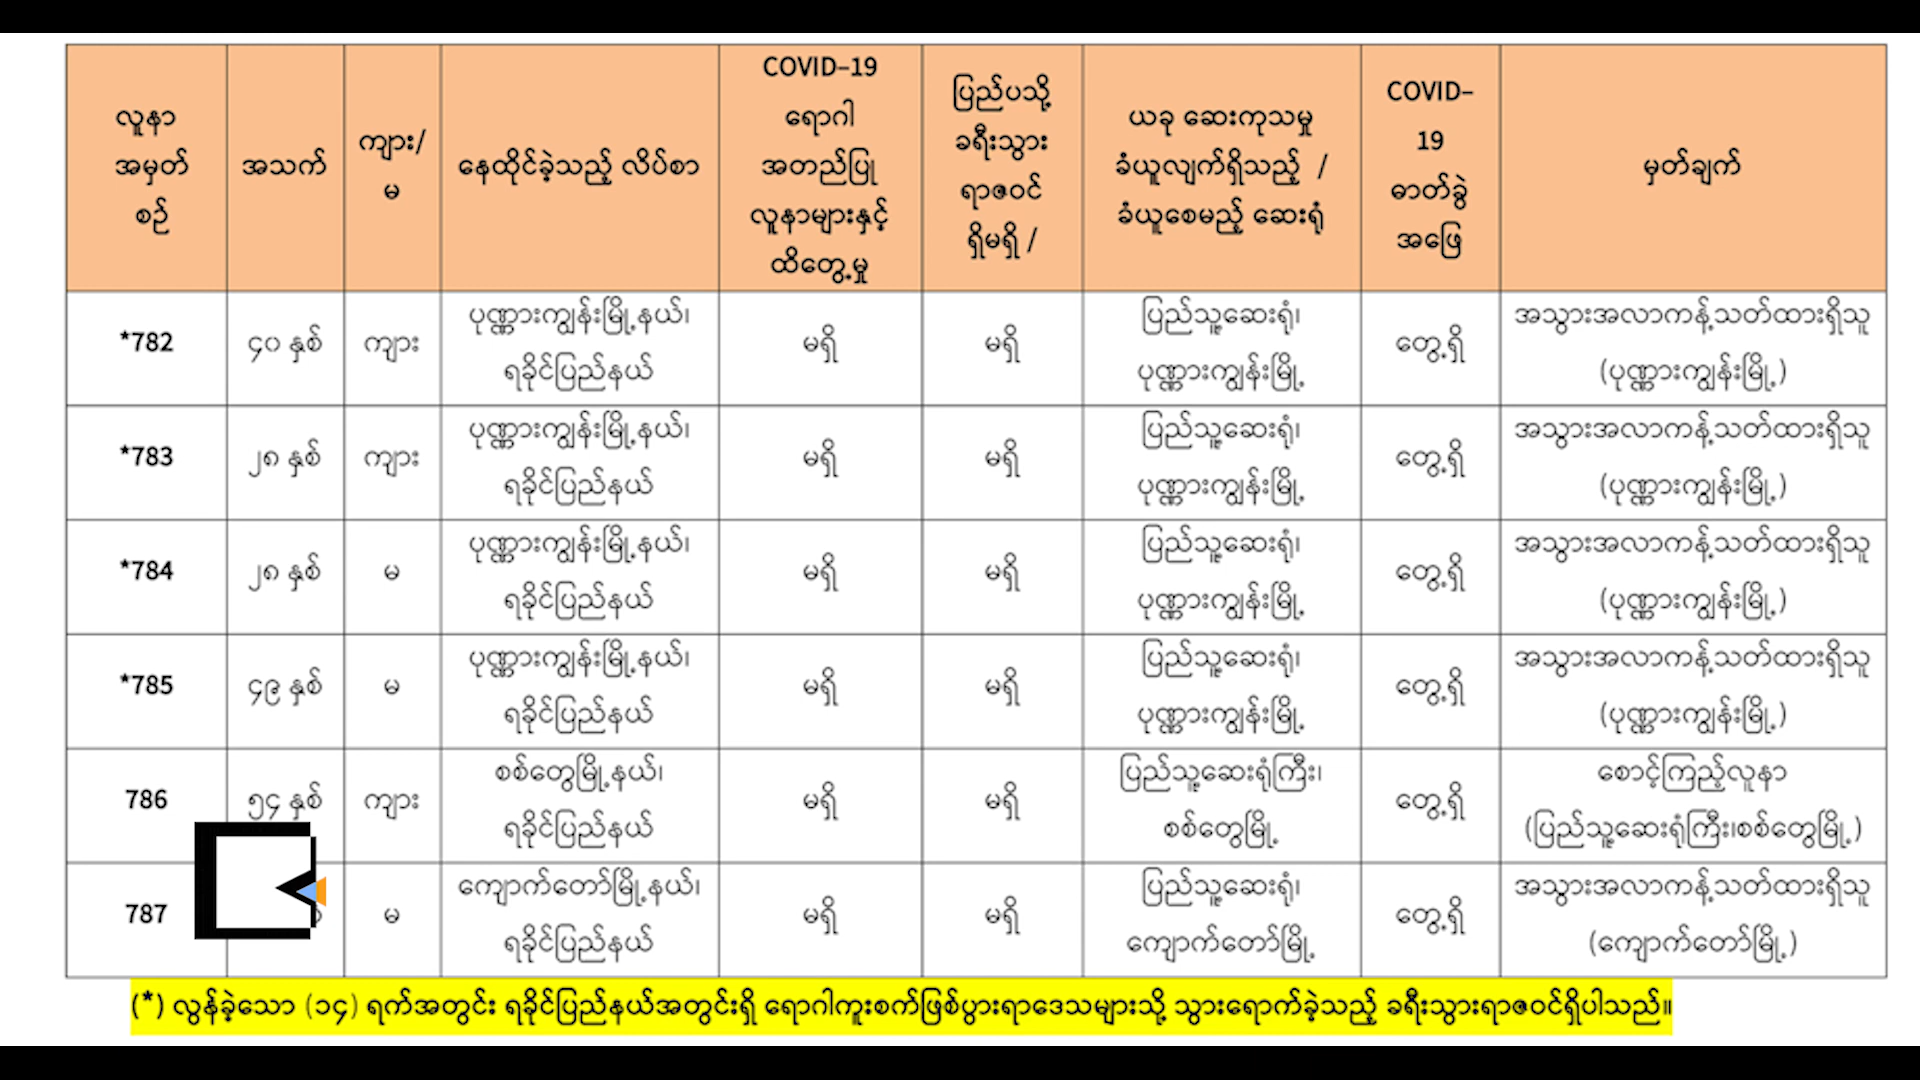 လူနာ
အမှတ်
စဉ်
အသက်
ကျား/
မ
နေထိုင်ခဲ့သည့် လိပ်စာ
COVID–19
ရောဂါ
အတည်ပြု
လူနာများနှင့်
ထိတွေ့မှု
ပြည်ပသို့
ခရီးသွား
ရာဇဝင်
ရှိမရှိ /
ယခု ဆေးကုသမှု
ခံယူလျက်ရှိသည့် /
ခံယူစေမည့် ဆေးရုံ
COVID–
19
ဓာတ်ခွဲ
အဖြေ
မှတ်ချက်
*782
၄၀ နှစ်
ကျား
ပုဏ္ဏားကျွန်းမြို့နယ်၊
ရခိုင်ပြည်နယ်
မရှိ
မရှိ
ပြည်သူ့ဆေးရုံ၊
ပုဏ္ဏားကျွန်းမြို့
တွေ့ရှိ
အသွားအလာကန့်သတ်ထားရှိသူ
(ပုဏ္ဏားကျွန်းမြို့)
*783
၂၈ နှစ်
ကျား
ပုဏ္ဏားကျွန်းမြို့နယ်၊
ရခိုင်ပြည်နယ်
မရှိ
မရှိ
ပြည်သူ့ဆေးရုံ၊
ပုဏ္ဏားကျွန်းမြို့
တွေ့ရှိ
အသွားအလာကန့်သတ်ထားရှိသူ
(ပုဏ္ဏားကျွန်းမြို့)
*784
၂၈ နှစ်
မ
ပုဏ္ဏားကျွန်းမြို့နယ်၊
ရခိုင်ပြည်နယ်
မရှိ
မရှိ
ပြည်သူ့ဆေးရုံ၊
ပုဏ္ဏားကျွန်းမြို့
တွေ့ရှိ
အသွားအလာကန့်သတ်ထားရှိသူ
(ပုဏ္ဏားကျွန်းမြို့)
*785
၄၉ နှစ်
မ
ပုဏ္ဏားကျွန်းမြို့နယ်၊
ရခိုင်ပြည်နယ်
မရှိ
မရှိ
ပြည်သူ့ဆေးရုံ၊
ပုဏ္ဏားကျွန်းမြို့
တွေ့ရှိ
အသွားအလာကန့်သတ်ထားရှိသူ
(ပုဏ္ဏားကျွန်းမြို့)
786
၅၄ နှစ်
ကျား
စစ်တွေမြို့နယ်၊
ရခိုင်ပြည်နယ်
မရှိ
မရှိ
ပြည်သူ့ဆေးရုံကြီး၊
စစ်တွေမြို့
တွေ့ရှိ
စောင့်ကြည့်လူနာ
(ပြည်သူ့ဆေးရုံကြီး၊စစ်တွေမြို့)
787
မ
ကျောက်တော်မြို့နယ်၊
ရခိုင်ပြည်နယ်
မရှိ
မရှိ
ပြည်သူ့ဆေးရုံ၊
ကျောက်တော်မြို့
တွေ့ရှိ
အသွားအလာကန့်သတ်ထားရှိသူ
(ကျောက်တော်မြို့)
(*) လွန်ခဲ့သော (၁၄) ရက်အတွင်း ရခိုင်ပြည်နယ်အတွင်းရှိ ရောဂါကူးစက်ဖြစ်ပွားရာဒေသများသို့ သွားရောက်ခဲ့သည့် ခရီးသွားရာဇဝင်ရှိပါသည်။